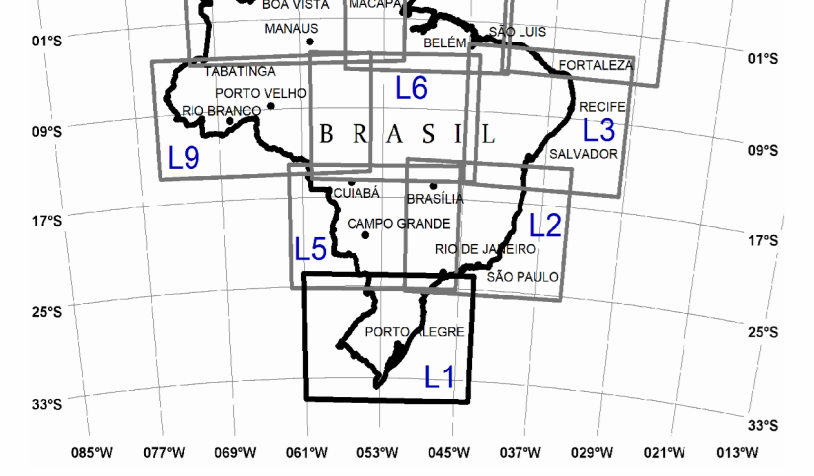 BOA VISTA
MACAPÁ
MANAUS
SÃO LUIS
BELÉM
01°S
01°S
FORTALEZA
TABATINGA
L6
PORTO VELHO
RIO BRANCO
RECIFE
09°S
BRASIL
L3
09°S
L9
SALVADOR
CUIABÁ
BRASÍLIA
17°S
CAMPO GRANDE
L2
17°S
L5
RIO DE JANEIRO
SÃO PAULO
25°S
PORTO ALEGRE
25°S
L1
33°S
33°S
085°W 077°W 069°W 061°W 053°W 045°W 037°W 029°W 021°W 013°W